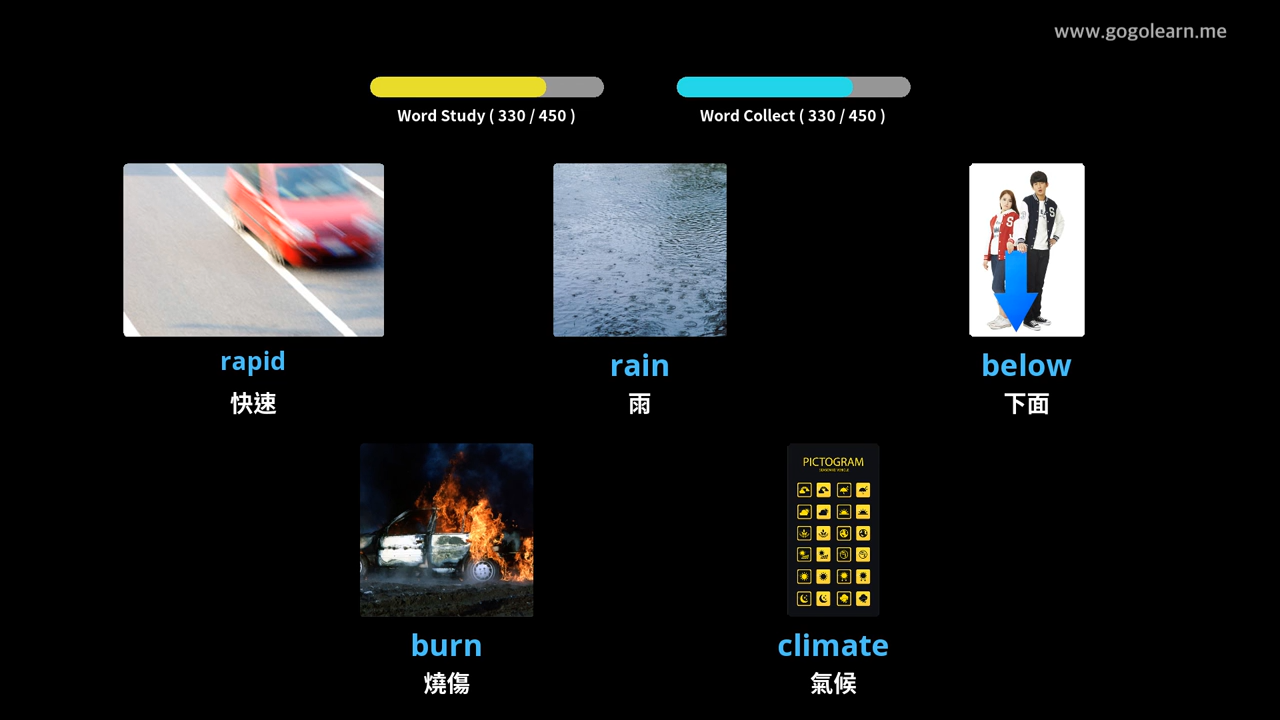 www.gogolearn.me
Word Study ( 330 / 450 )
Word Collect ( 330 / 450 )
rapid
快速
rain
雨
S
S
below
下面
burn
燒傷
PICTOGRAM
climate
氣候